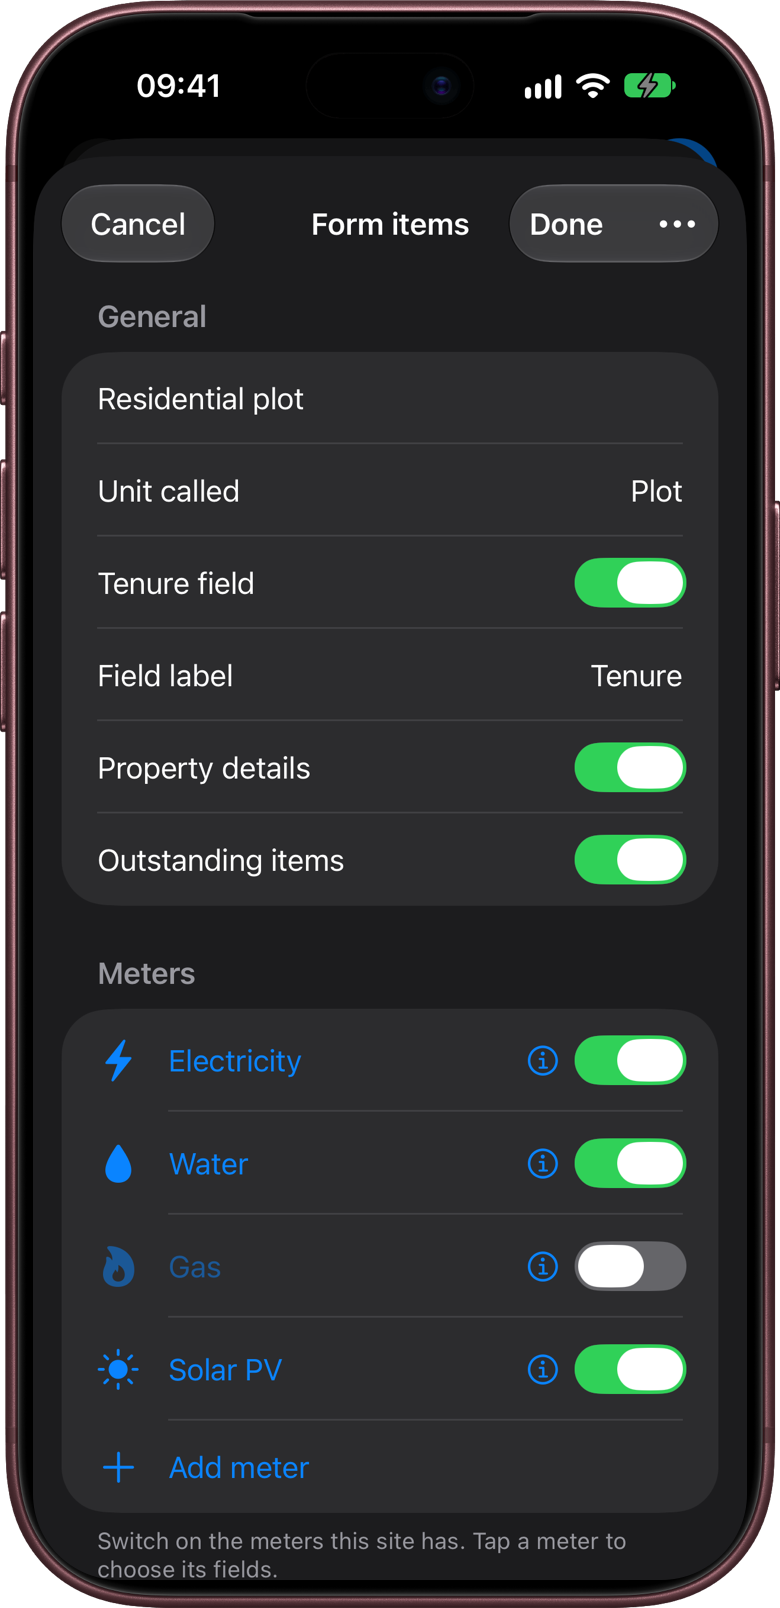 09:41
Cancel
Form items
Done
General
Residential plot
Unit called
Plot
Tenure field
Field label
Tenure
Property details
Outstanding items
Meters
Electricity
Water
Gas
Solar PV
Add meter
Switch on the meters this site has. Tap a meter to
choose its fields.